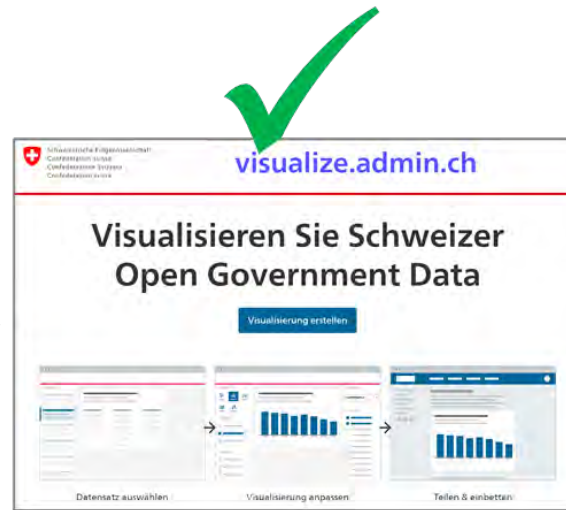 Schweizerische Eidgenossenschaft
Confédération suisse
Confederazione Svizzera
Confederaziun svizra
visualize.admin.ch
Visualisieren Sie Schweizer
Open Government Data
Visualisierung erstellen
Datensatz auswählen
Visualisierung anpassen
Teilen & einbetten